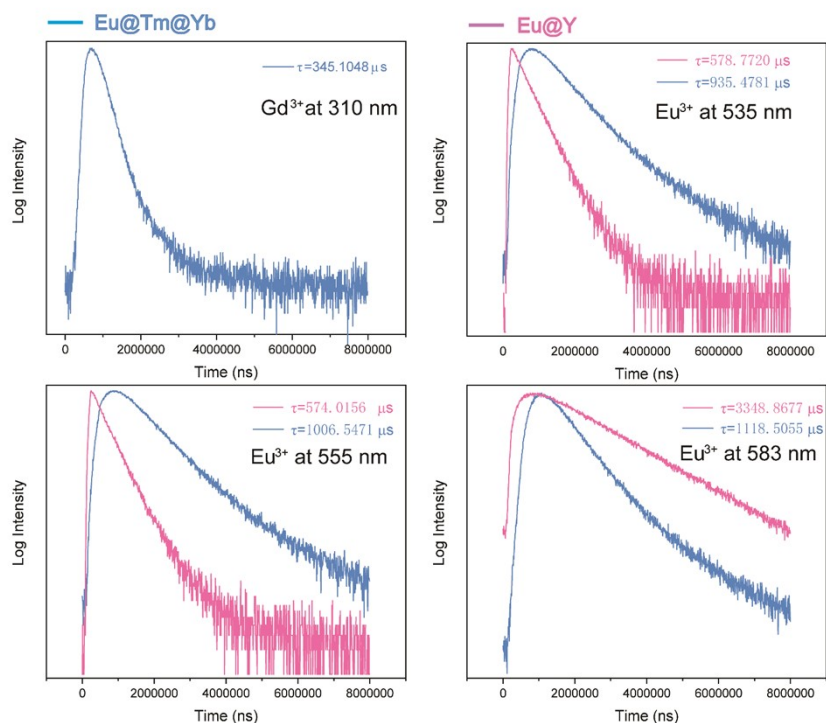 Eu@Tm@Yb
Eu@Y
τ=345.1048 μs
Gd³⁺at 310 nm
Log Intensity
0 2000000 4000000 6000000 8000000
Time (ns)
τ=578.7720 μs
τ=935.4781 μs
Eu³⁺ at 535 nm
Log Intensity
0 2000000 4000000 6000000 8000000
Time (ns)
τ=574.0156 μs
τ=1006.5471 μs
Eu³⁺ at 555 nm
Log Intensity
0 2000000 4000000 6000000 8000000
Time (ns)
τ=3348.8677 μs
τ=1118.5055 μs
Eu³⁺ at 583 nm
Log Intensity
0 2000000 4000000 6000000 8000000
Time (ns)